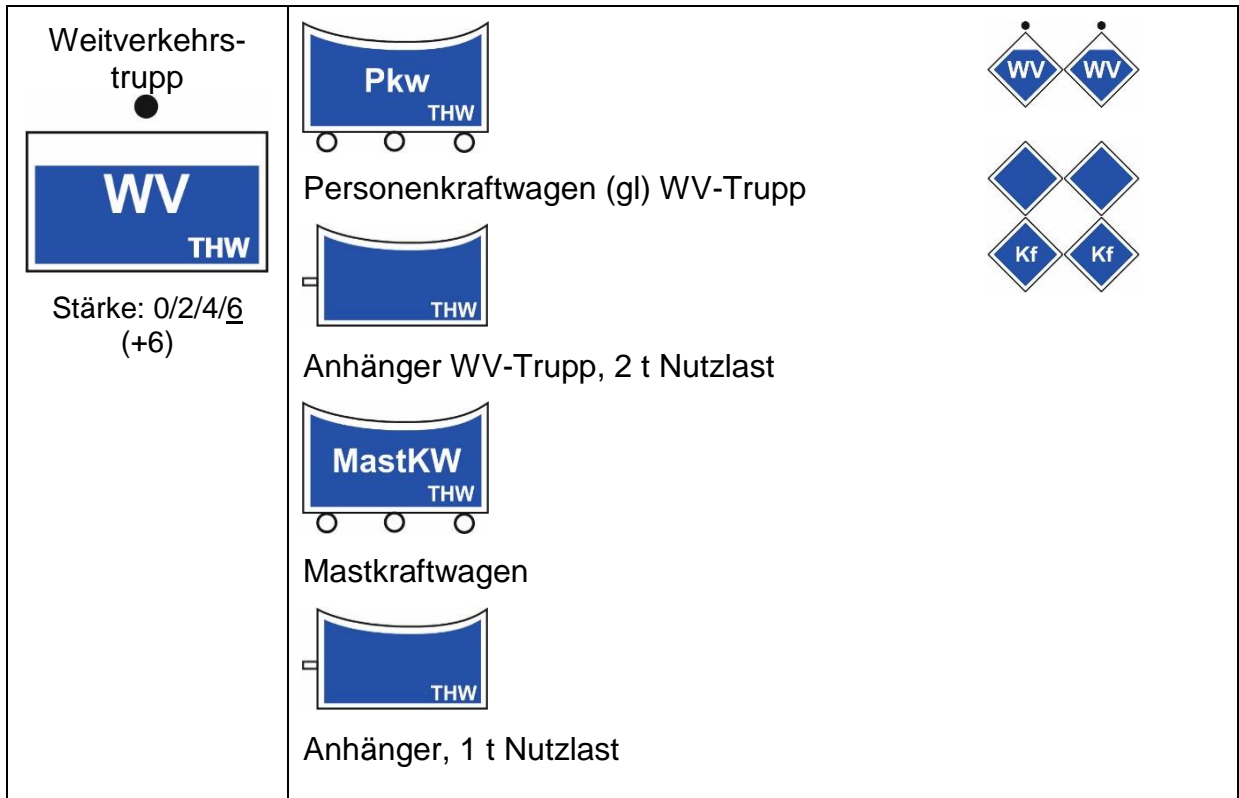 Weitverkehrs-
trupp
WV
THW
Stärke: 0/2/4/6
(+6)
Pkw
THW
Personenkraftwagen (gl) WV-Trupp
THW
Anhänger WV-Trupp, 2 t Nutzlast
MastKW
THW
Mastkraftwagen
THW
Anhänger, 1 t Nutzlast
WV WV
Kf Kf